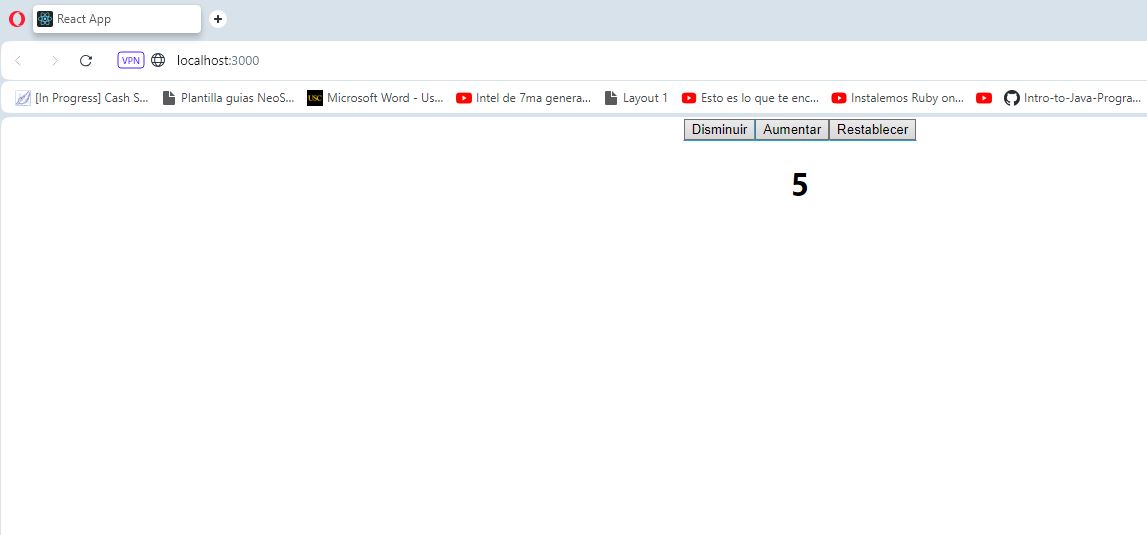 React App
VPN localhost:3000
[In Progress] Cash S... Plantilla guias NeoS... USC Microsoft Word - Us... Intel de 7ma genera... Layout 1 Esto es lo que te enc... Instalemos Ruby on... Intro-to-Java-Progra...
Disminuir Aumentar Restablecer
5